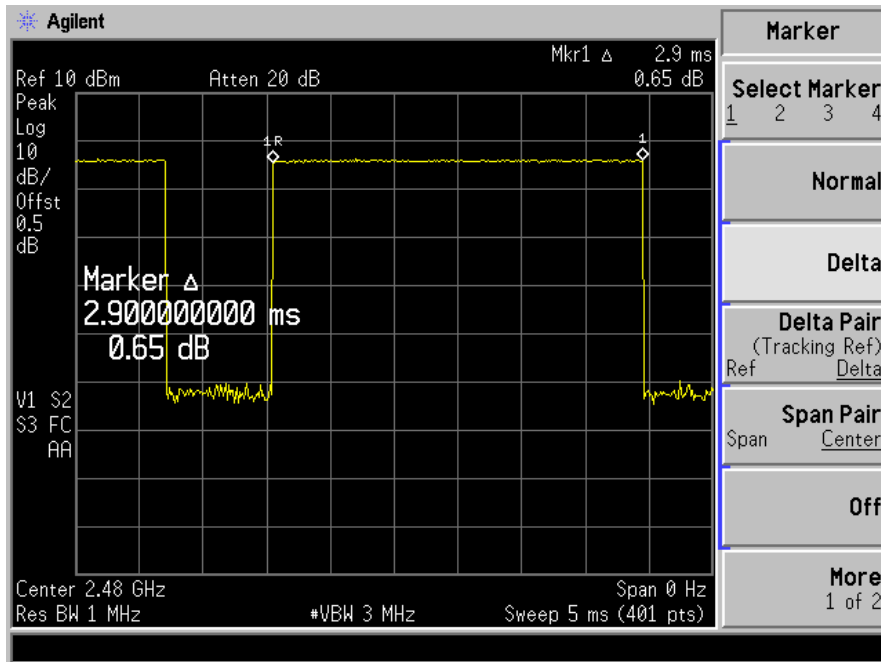 Agilent
Mkr1 Δ 2.9 ms
Ref 10 dBm Atten 20 dB 0.65 dB
Peak
Log
10
dB/
Offst
0.5
dB
1R
1
Marker Δ
2.900000000 ms
0.65 dB
V1 S2
S3 FC
AA
Center 2.48 GHz Span 0 Hz
Res BW 1 MHz #VBW 3 MHz Sweep 5 ms (401 pts)
Marker
Select Marker
1 2 3 4
Normal
Delta
Delta Pair
(Tracking Ref)
Ref Delta
Span Pair
Span Center
Off
More
1 of 2